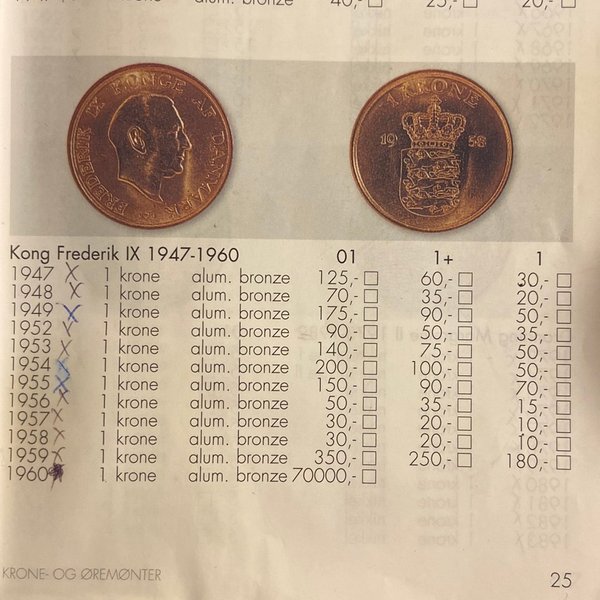 alum. bronze 40,- ☐ 25,- ☐ 20,- ☐
FREDERIK IX KONGE AF DANMARK
1 KRONE
19 58
Kong Frederik IX 1947-1960 01 1+ 1
1947 X 1 krone alum. bronze 125,- ☐ 60,- ☐ 30,- ☐
1948 X 1 krone alum. bronze 70,- ☐ 35,- ☐ 20,- ☐
1949 X 1 krone alum. bronze 175,- ☐ 90,- ☐ 50,- ☐
1952 X 1 krone alum. bronze 90,- ☐ 50,- ☐ 35,- ☐
1953 X 1 krone alum. bronze 140,- ☐ 75,- ☐ 50,- ☐
1954 X 1 krone alum. bronze 200,- ☐ 100,- ☐ 50,- ☐
1955 X 1 krone alum. bronze 150,- ☐ 90,- ☐ 70,- ☐
1956 X 1 krone alum. bronze 50,- ☐ 35,- ☐ 15,- ☐
1957 X 1 krone alum. bronze 30,- ☐ 20,- ☐ 10,- ☐
1958 X 1 krone alum. bronze 30,- ☐ 20,- ☐ 10,- ☐
1959 X 1 krone alum. bronze 350,- ☐ 250,- ☐ 180,- ☐
1960 1 krone alum. bronze 70000,- ☐
KRONE- OG ØREMØNTER 25